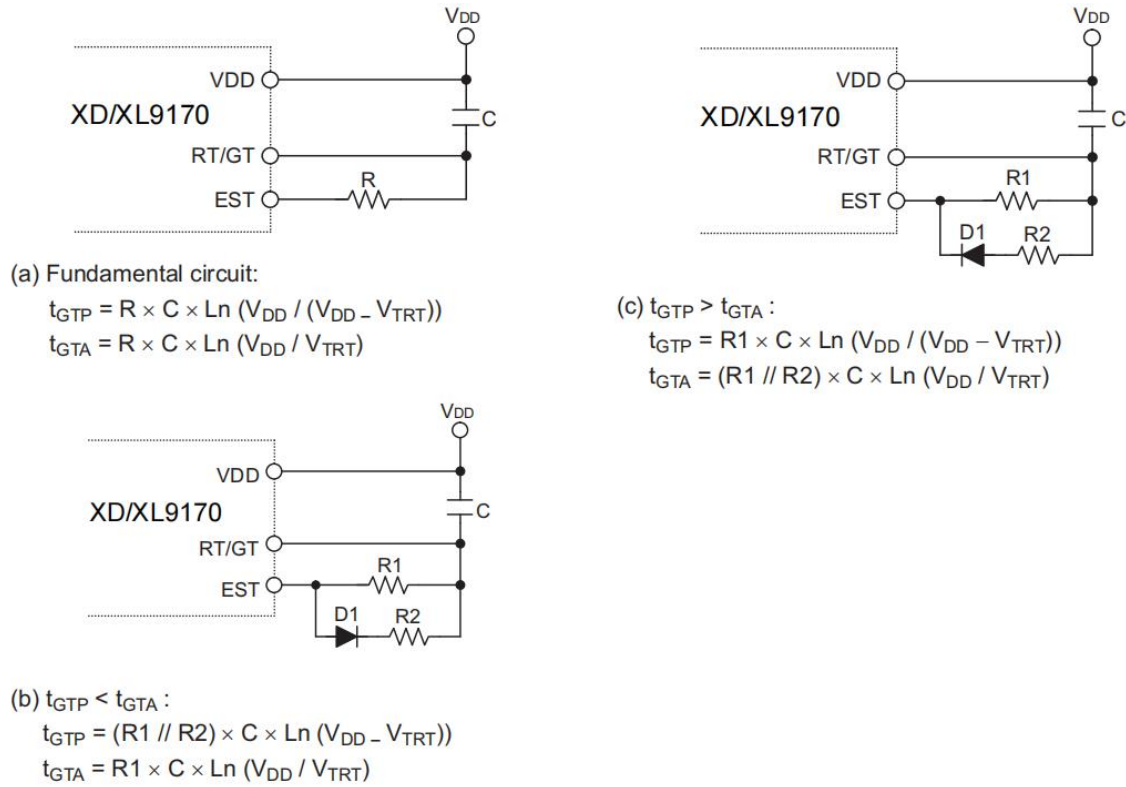 VDD
VDD
XD/XL9170
C
RT/GT
R
EST
(a) Fundamental circuit:
tGTP = R × C × Ln (VDD / (VDD – VTRT))
tGTA = R × C × Ln (VDD / VTRT)
VDD
VDD
XD/XL9170
C
RT/GT
R1
EST
D1 R2
(b) tGTP < tGTA :
tGTP = (R1 // R2) × C × Ln (VDD – VTRT))
tGTA = R1 × C × Ln (VDD / VTRT)
VDD
VDD
XD/XL9170
C
RT/GT
R1
EST
D1 R2
(c) tGTP > tGTA :
tGTP = R1 × C × Ln (VDD / (VDD – VTRT))
tGTA = (R1 // R2) × C × Ln (VDD / VTRT)